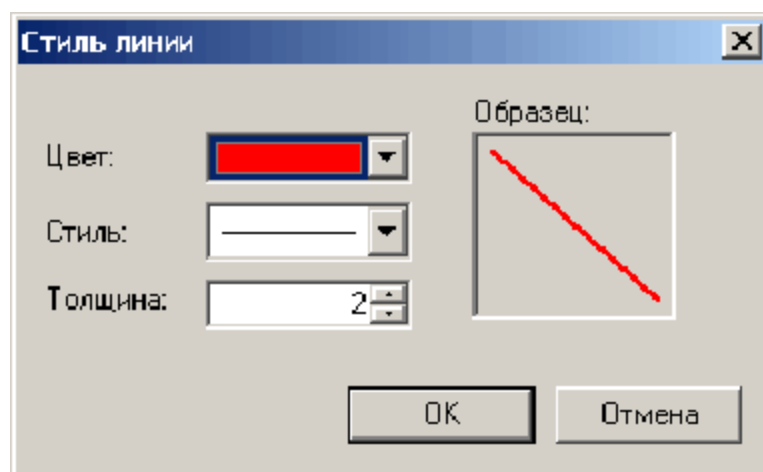 Стиль линии
Образец:
Цвет:
Стиль:
Толщина: 2
OK Отмена